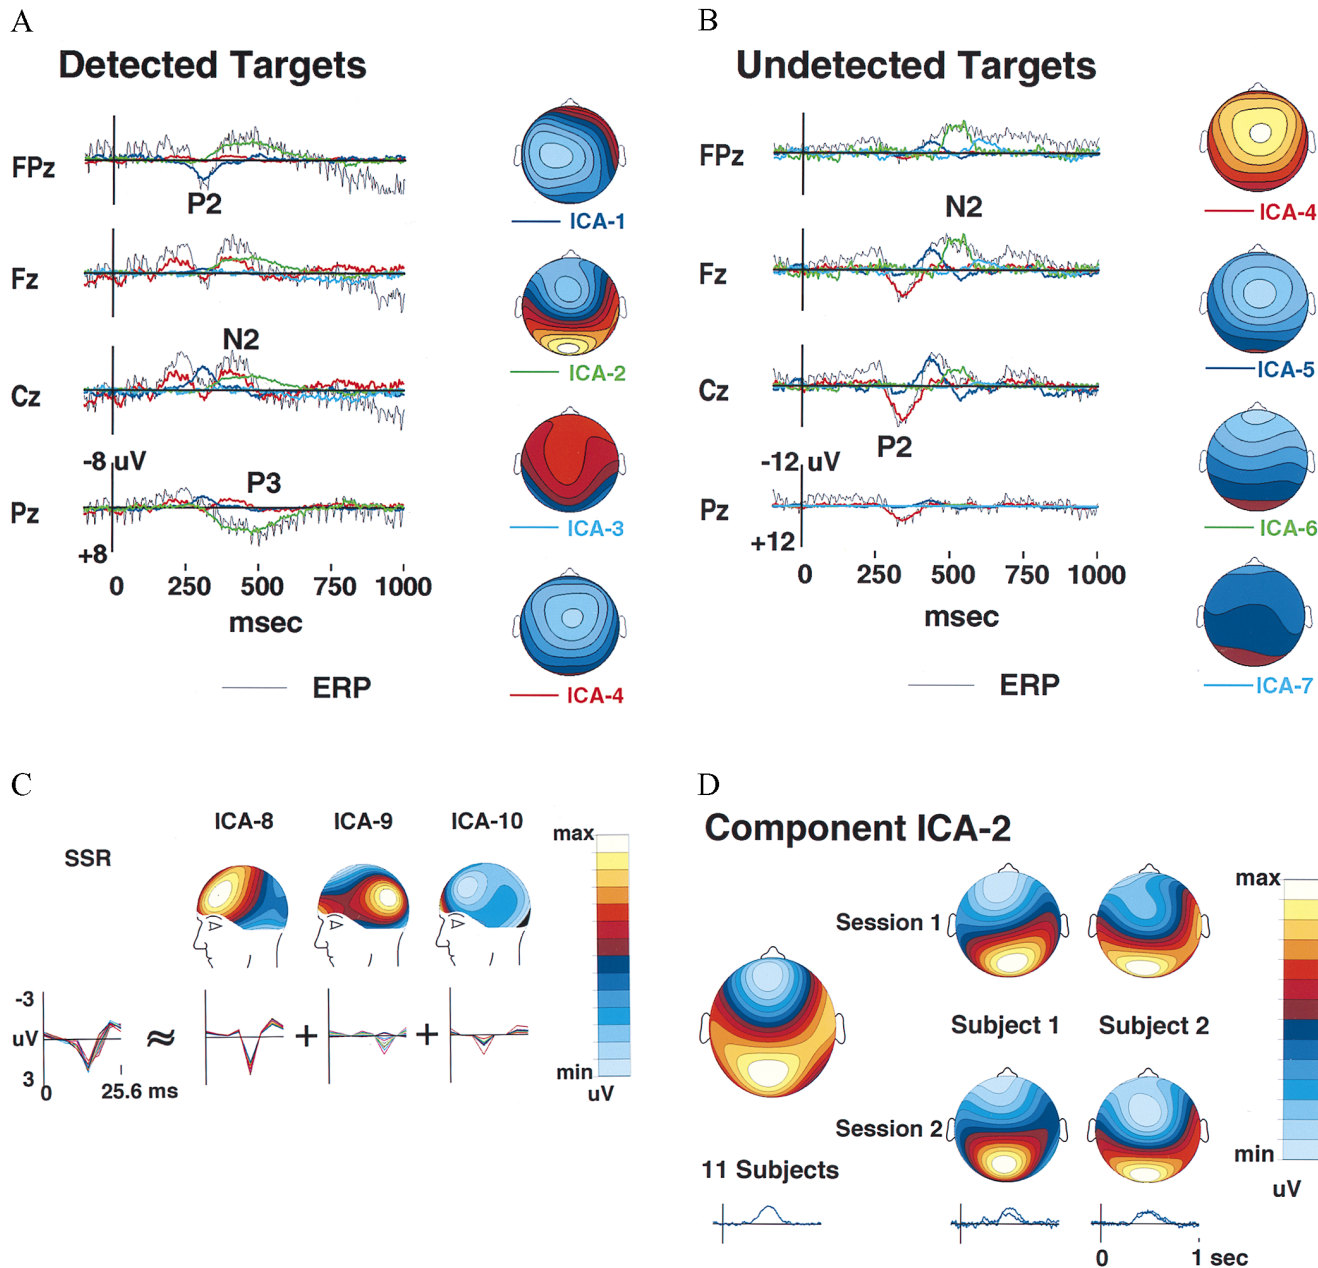 A
Detected Targets
FPz
P2
Fz
N2
Cz
-8 uV
P3
Pz
+8
0 250 500 750 1000
msec
ERP
ICA-1
ICA-2
ICA-3
ICA-4
B
Undetected Targets
FPz
N2
Fz
Cz
P2
-12 uV
Pz
+12
0 250 500 750 1000
msec
ERP
ICA-4
ICA-5
ICA-6
ICA-7
C
ICA-8 ICA-9 ICA-10
SSR
max
min
uV
-3
uV
3
≈ + +
0 25.6 ms
D
Component ICA-2
max
Session 1
Subject 1 Subject 2
Session 2
min
uV
11 Subjects
0 1 sec